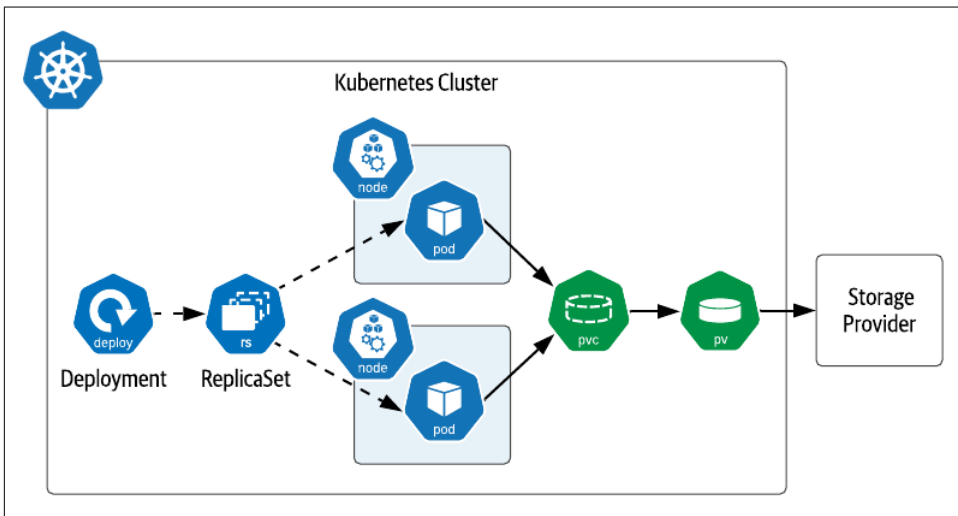 Kubernetes Cluster
node
pod
deploy
Deployment
rs
ReplicaSet
node
pod
pvc
pv
Storage
Provider